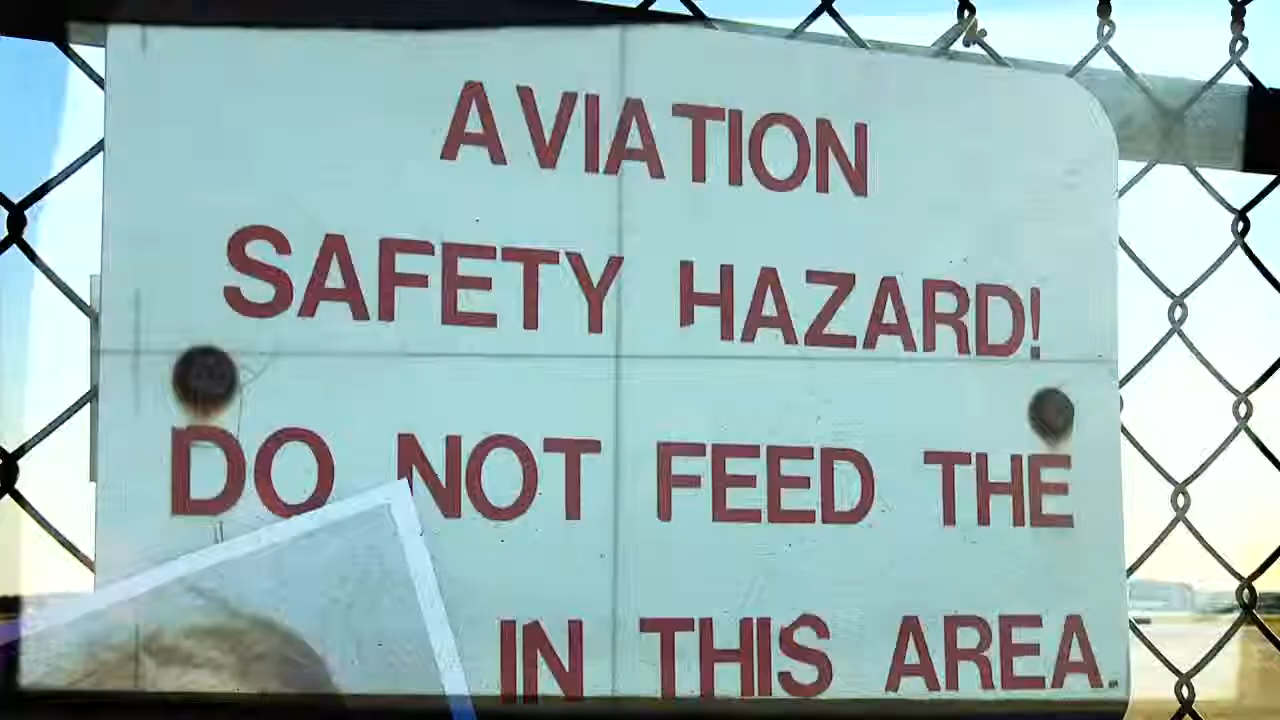 AVIATION
SAFETY HAZARD!
DO NOT FEED THE
IN THIS AREA.